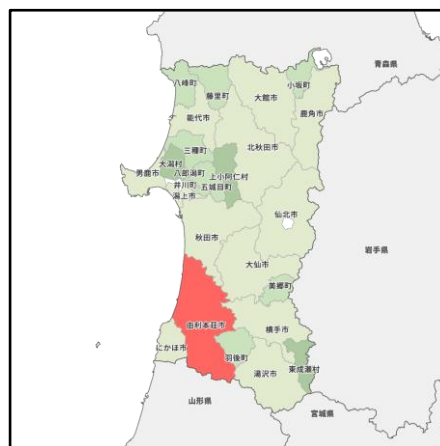 青森県
八峰町
小坂町
藤里町
大館市
鹿角市
能代市
北秋田市
三種町
大潟村
上小阿仁村
男鹿市
八郎潟町
井川町
五城目町
潟上市
仙北市
秋田市
岩手県
大仙市
美郷町
由利本荘市
横手市
にかほ市
羽後町
東成瀬村
湯沢市
山形県
宮城県